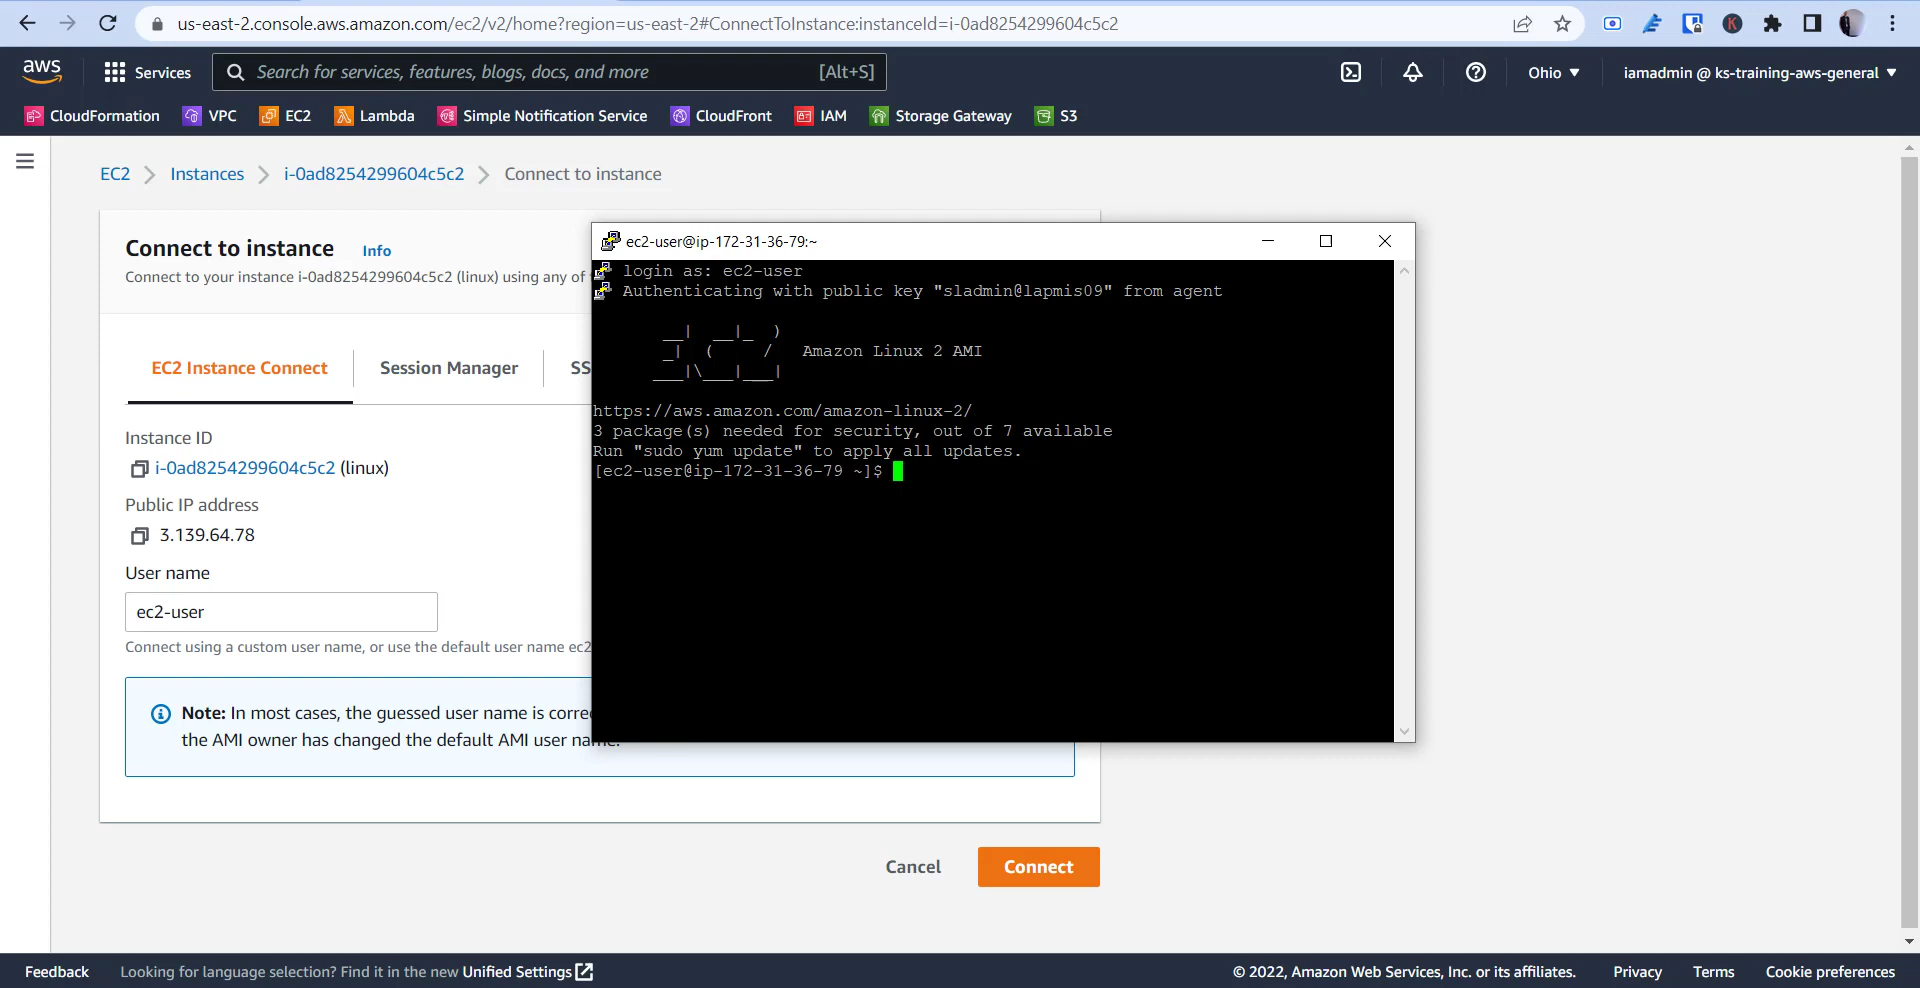 us-east-2.console.aws.amazon.com/ec2/v2/home?region=us-east-2#ConnectToInstance:instanceId=i-0ad8254299604c5c2
aws
Services
Search for services, features, blogs, docs, and more
[Alt+S]
Ohio
iamadmin @ ks-training-aws-general
CloudFormation
VPC
EC2
Lambda
Simple Notification Service
CloudFront
IAM
Storage Gateway
S3
EC2
Instances
i-0ad8254299604c5c2
Connect to instance
Connect to instance
Info
Connect to your instance i-0ad8254299604c5c2 (linux) using any of
EC2 Instance Connect
Session Manager
SS
Instance ID
i-0ad8254299604c5c2 (linux)
Public IP address
3.139.64.78
User name
ec2-user
Connect using a custom user name, or use the default user name ec2
Note: In most cases, the guessed user name is corre
the AMI owner has changed the default AMI user name.
ec2-user@ip-172-31-36-79:~
login as: ec2-user
Authenticating with public key "sladmin@lapmis09" from agent
__|  __|_  )
_|  (     /   Amazon Linux 2 AMI
___|\___|___|
https://aws.amazon.com/amazon-linux-2/
3 package(s) needed for security, out of 7 available
Run "sudo yum update" to apply all updates.
[ec2-user@ip-172-31-36-79 ~]$
Cancel
Connect
Feedback
Looking for language selection? Find it in the new Unified Settings
© 2022, Amazon Web Services, Inc. or its affiliates.
Privacy
Terms
Cookie preferences